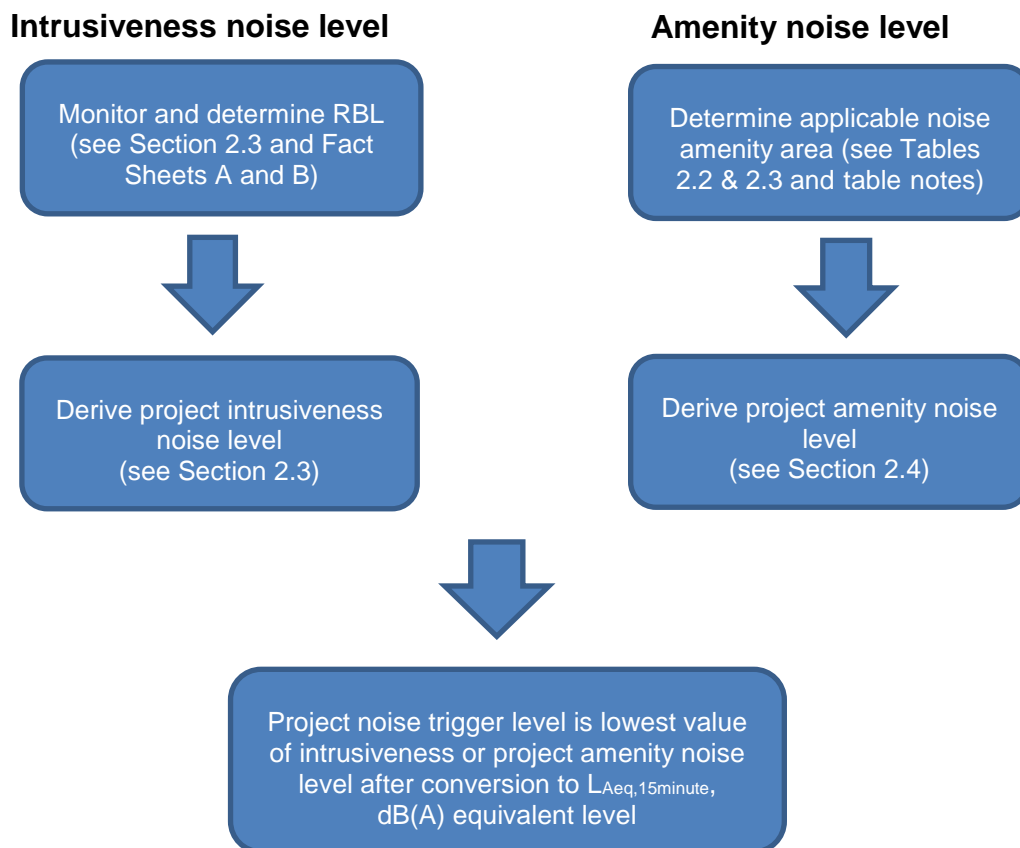 Intrusiveness noise level
Amenity noise level
Monitor and determine RBL
(see Section 2.3 and Fact
Sheets A and B)
Determine applicable noise
amenity area (see Tables
2.2 & 2.3 and table notes)
Derive project intrusiveness
noise level
(see Section 2.3)
Derive project amenity noise
level
(see Section 2.4)
Project noise trigger level is lowest value
of intrusiveness or project amenity noise
level after conversion to LAeq,15minute,
dB(A) equivalent level